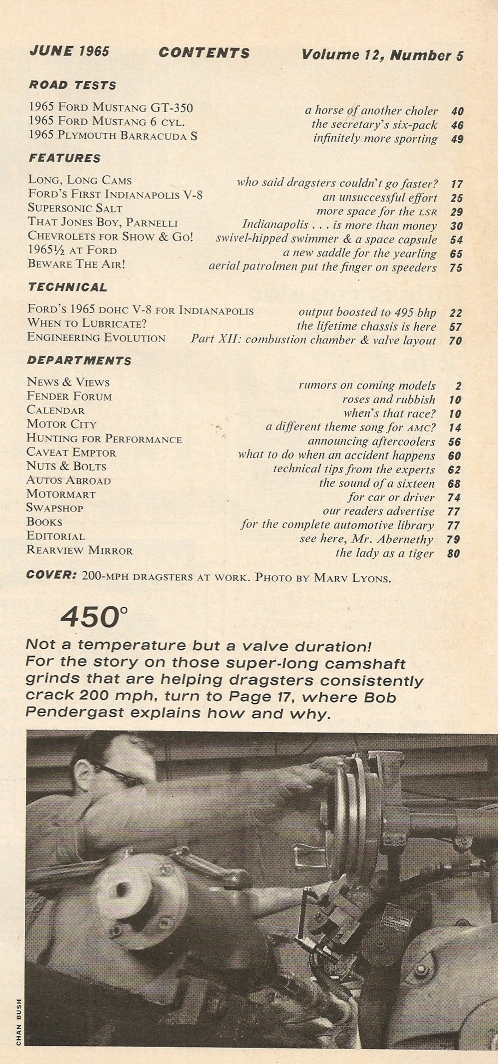 JUNE 1965 CONTENTS Volume 12, Number 5
ROAD TESTS
1965 FORD MUSTANG GT-350 a horse of another choler 40
1965 FORD MUSTANG 6 CYL. the secretary's six-pack 46
1965 PLYMOUTH BARRACUDA S infinitely more sporting 49
FEATURES
LONG, LONG CAMS who said dragsters couldn't go faster? 17
FORD'S FIRST INDIANAPOLIS V-8 an unsuccessful effort 25
SUPERSONIC SALT more space for the LSR 29
THAT JONES BOY, PARNELLI Indianapolis . . . is more than money 30
CHEVROLETS FOR SHOW & GO! swivel-hipped swimmer & a space capsule 54
1965½ AT FORD a new saddle for the yearling 65
BEWARE THE AIR! aerial patrolmen put the finger on speeders 75
TECHNICAL
FORD'S 1965 DOHC V-8 FOR INDIANAPOLIS output boosted to 495 bhp 22
WHEN TO LUBRICATE? the lifetime chassis is here 57
ENGINEERING EVOLUTION Part XII: combustion chamber & valve layout 70
DEPARTMENTS
NEWS & VIEWS rumors on coming models 2
FENDER FORUM roses and rubbish 10
CALENDAR when's that race? 10
MOTOR CITY a different theme song for AMC? 14
HUNTING FOR PERFORMANCE announcing aftercoolers 56
CAVEAT EMPTOR what to do when an accident happens 60
NUTS & BOLTS technical tips from the experts 62
AUTOS ABROAD the sound of a sixteen 68
MOTORMART for car or driver 74
SWAPSHOP our readers advertise 77
BOOKS for the complete automotive library 77
EDITORIAL see here, Mr. Abernethy 79
REARVIEW MIRROR the lady as a tiger 80
COVER: 200-MPH DRAGSTERS AT WORK. PHOTO BY MARV LYONS.
450°
Not a temperature but a valve duration!
For the story on those super-long camshaft
grinds that are helping dragsters consistently
crack 200 mph, turn to Page 17, where Bob
Pendergast explains how and why.
CHAN BUSH